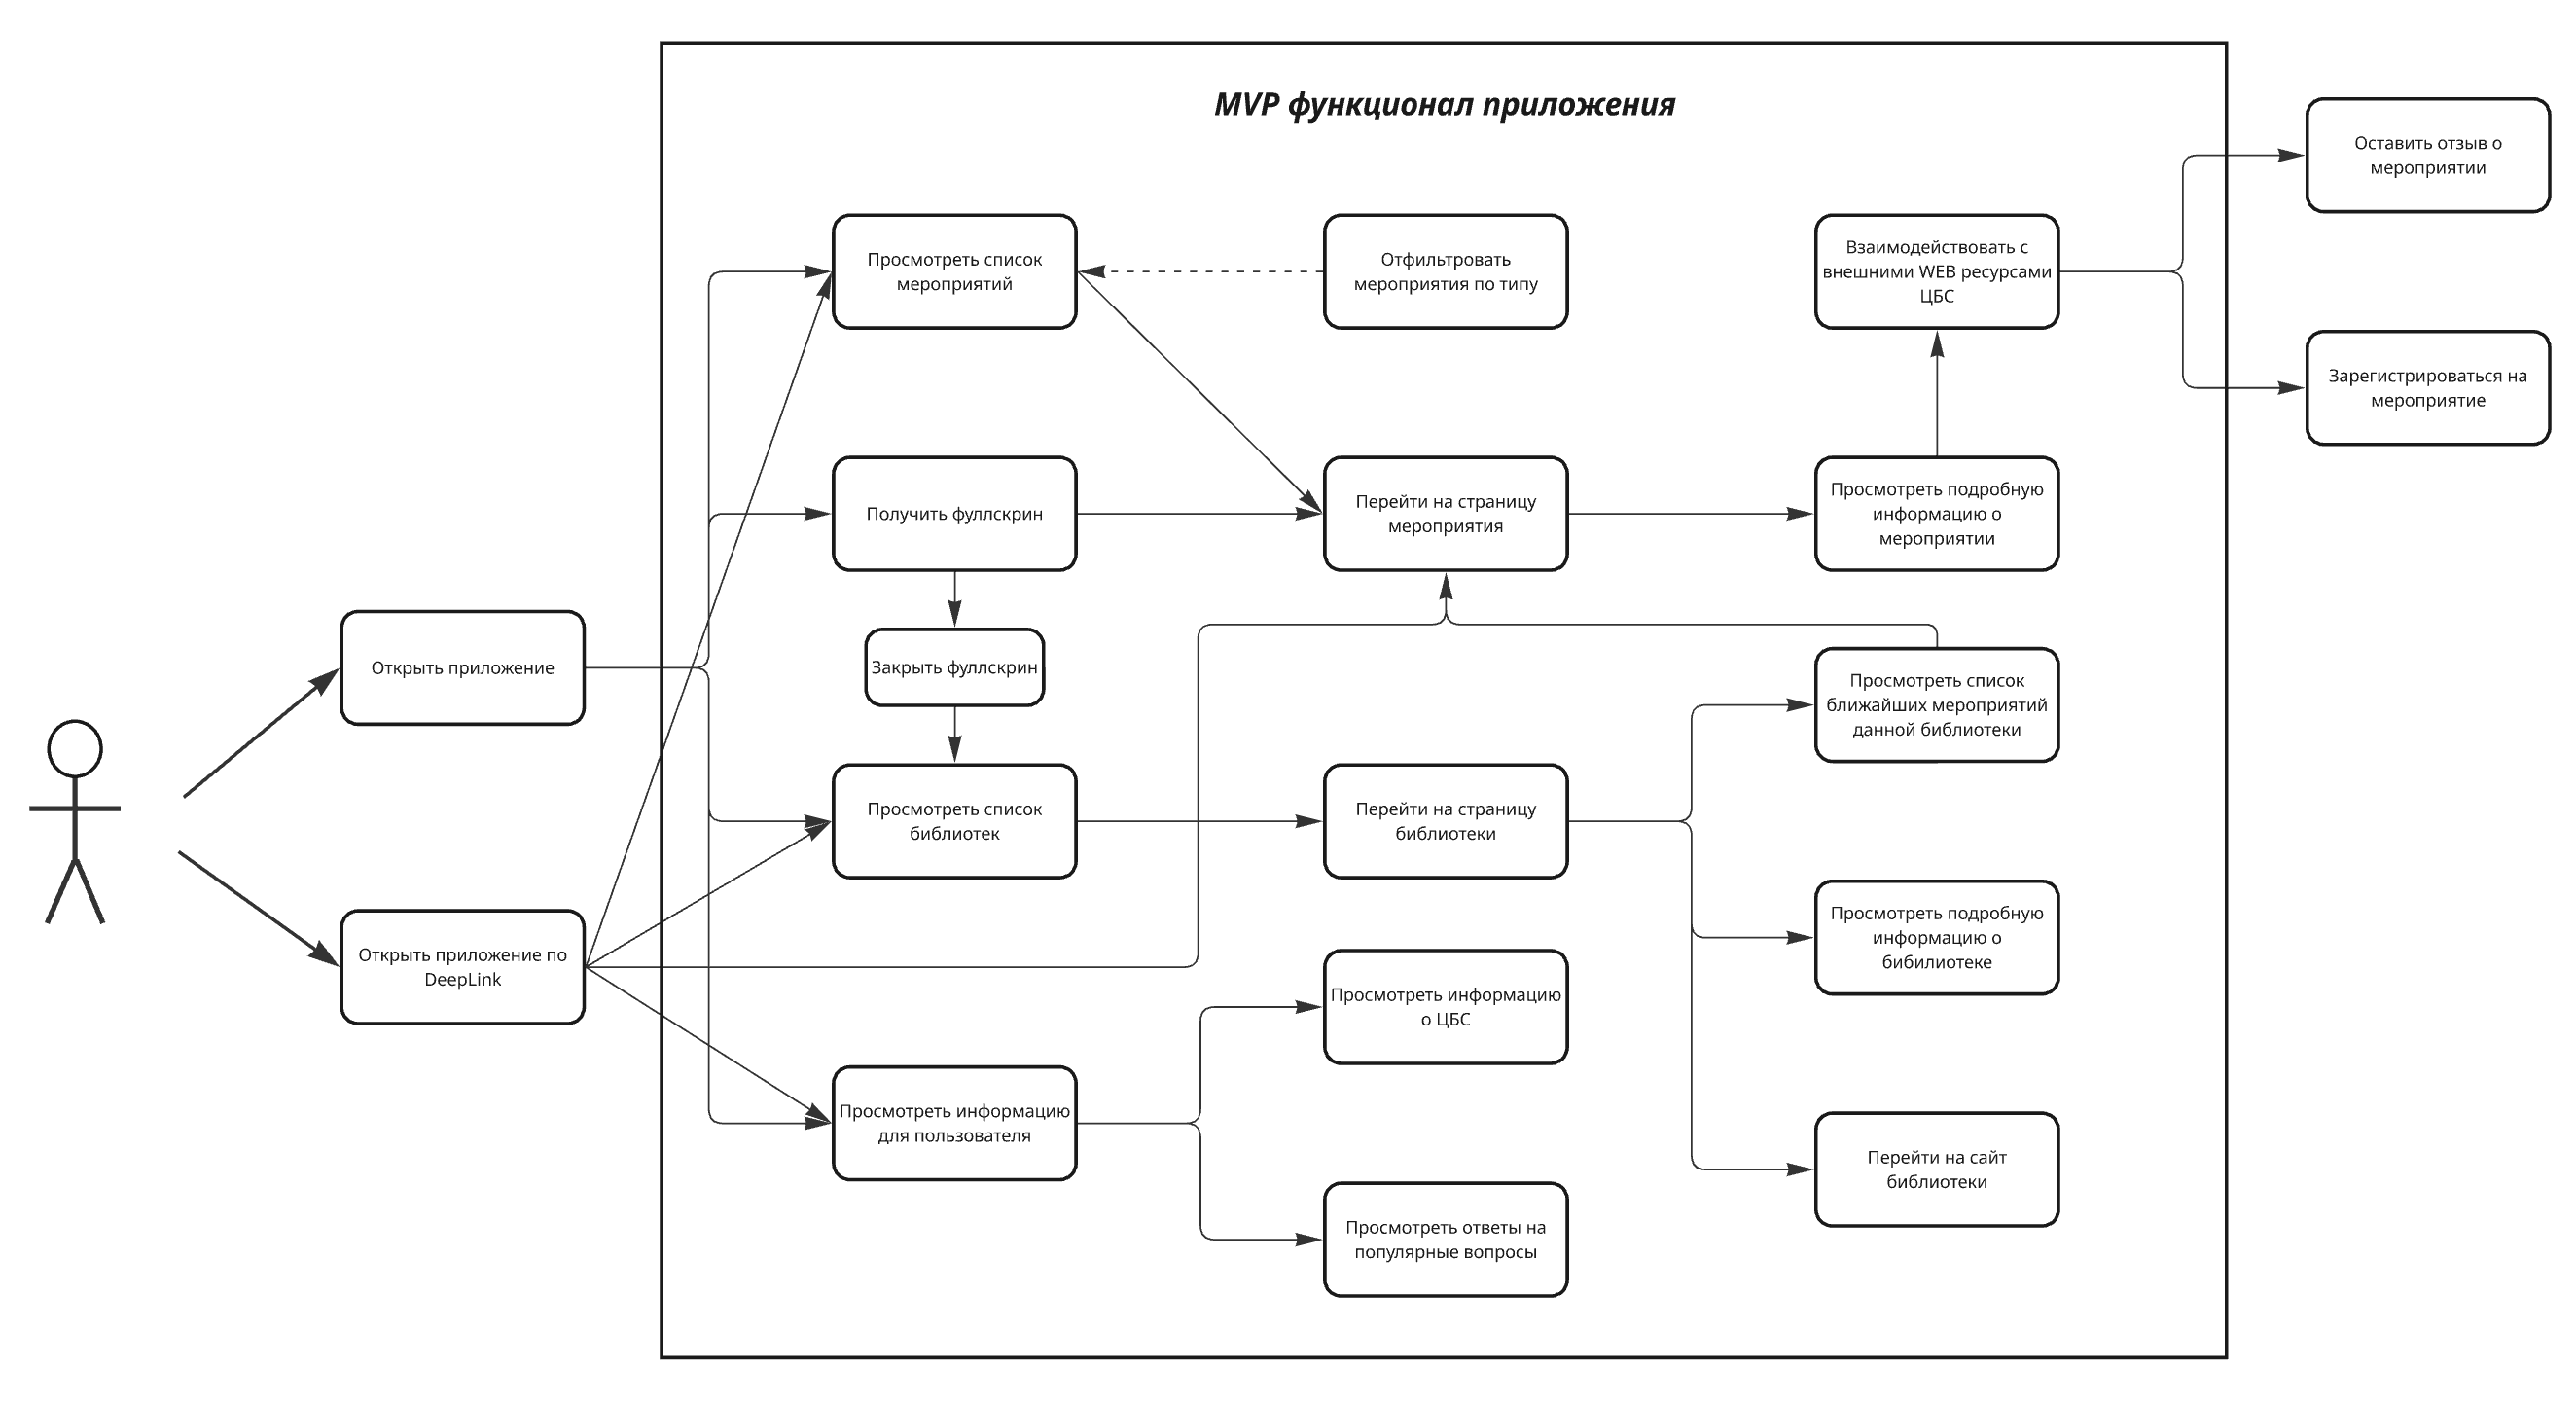 MVP функционал приложения
Оставить отзыв о
мероприятии
Просмотреть список
мероприятий
Отфильтровать
мероприятия по типу
Взаимодействовать с
внешними WEB ресурсами
ЦБС
Зарегистрироваться на
мероприятие
Получить фуллскрин
Перейти на страницу
мероприятия
Просмотреть подробную
информацию о
мероприятии
Открыть приложение
Закрыть фуллскрин
Просмотреть список
ближайших мероприятий
данной библиотеки
Просмотреть список
библиотек
Перейти на страницу
библиотеки
Открыть приложение по
DeepLink
Просмотреть подробную
информацию о
бибилиотеке
Просмотреть информацию
о ЦБС
Просмотреть информацию
для пользователя
Перейти на сайт
библиотеки
Просмотреть ответы на
популярные вопросы